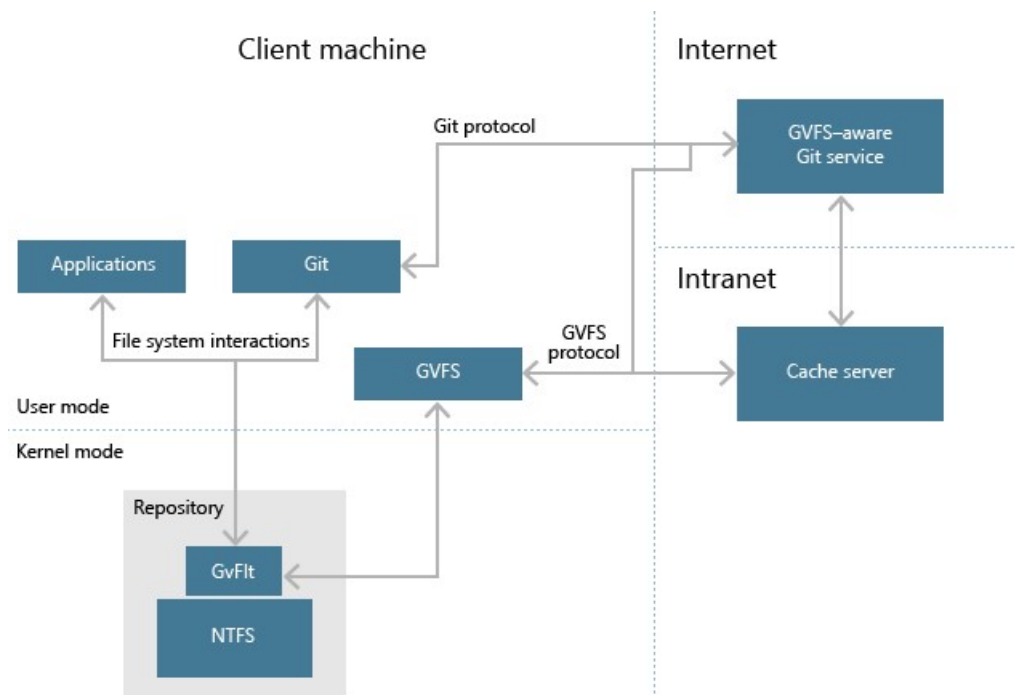 Client machine
Internet
Git protocol
GVFS–aware
Git service
Applications
Git
Intranet
File system interactions
GVFS
protocol
GVFS
Cache server
User mode
Kernel mode
Repository
GvFlt
NTFS